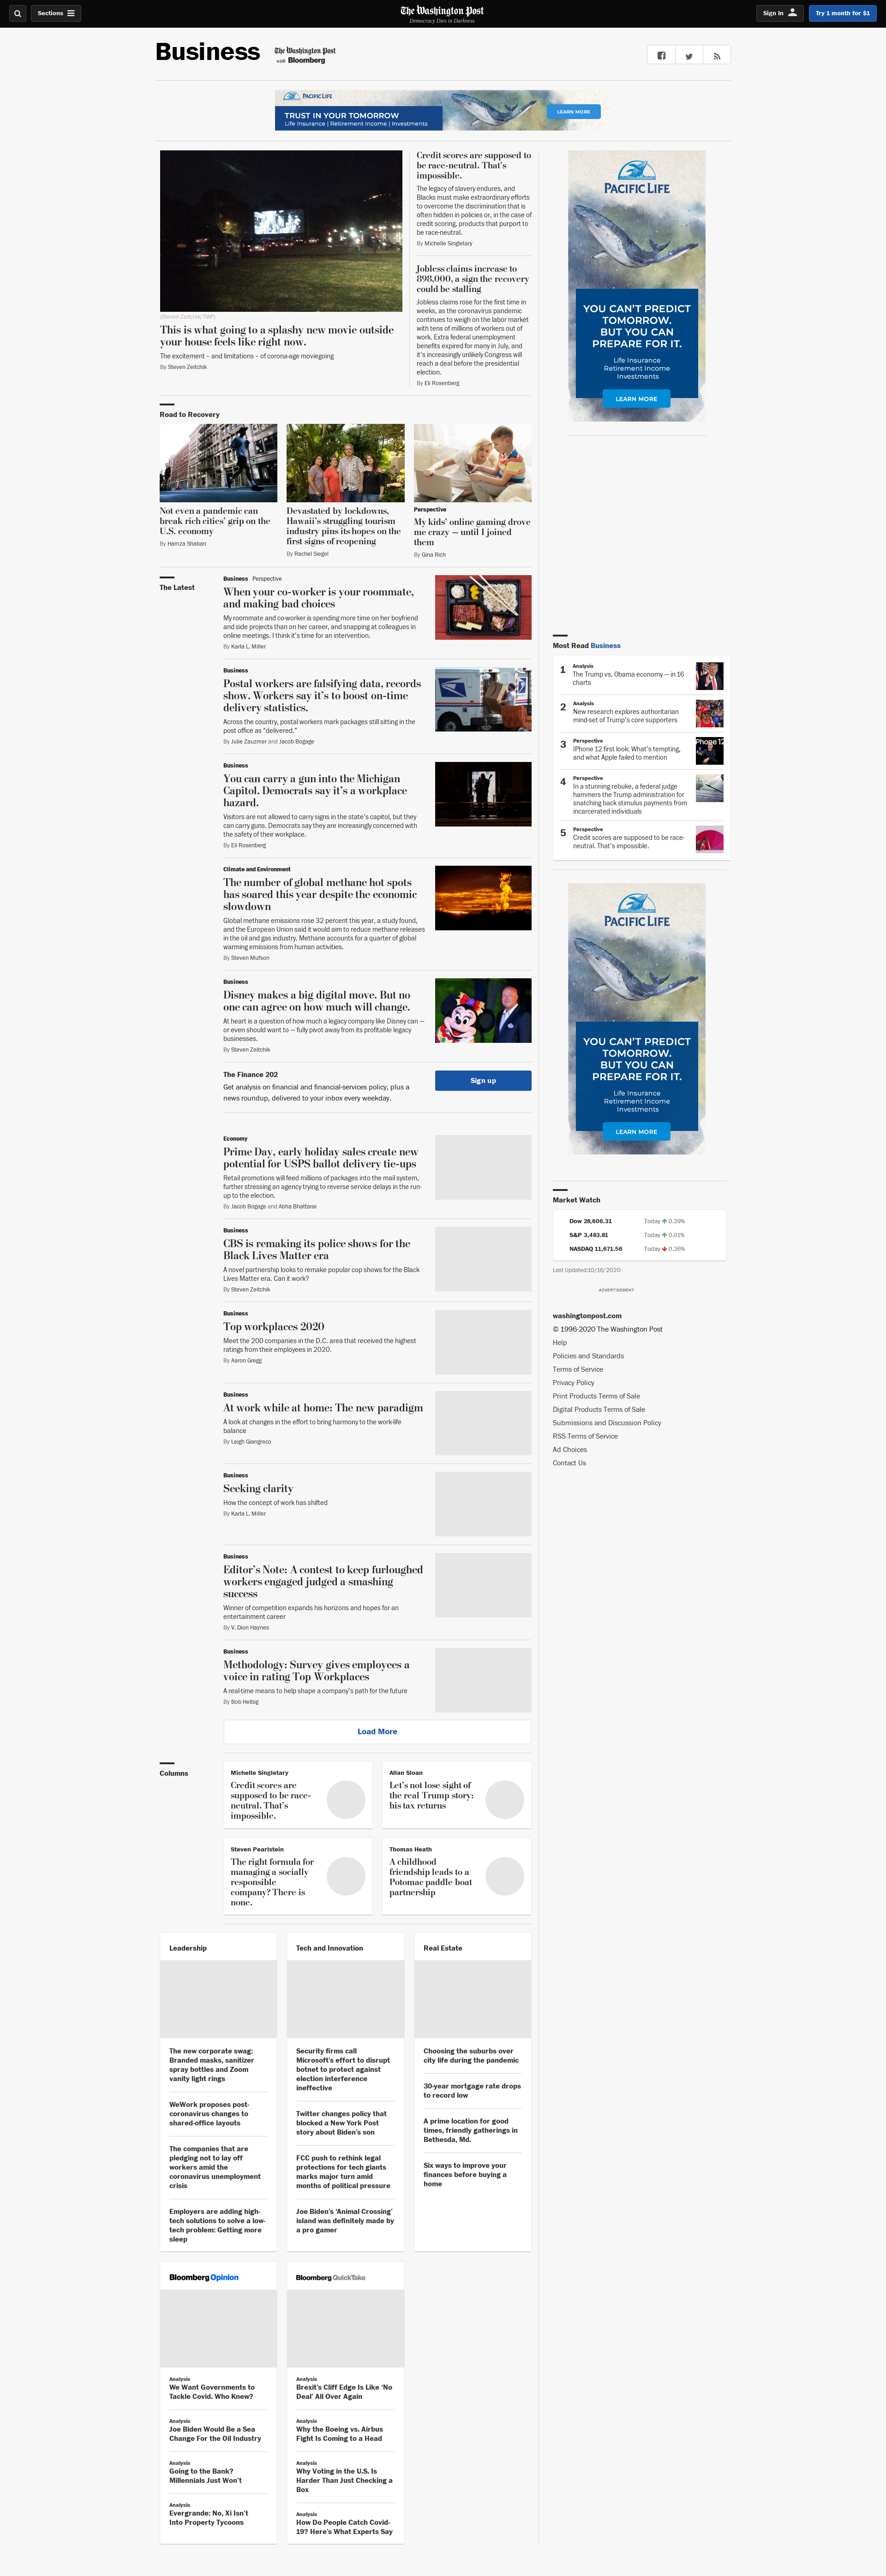 Sections
The Washington Post
Democracy Dies in Darkness
Sign In
Try 1 month for $1
Business
The Washington Post
with Bloomberg
PACIFIC LIFE
TRUST IN YOUR TOMORROW
Life Insurance | Retirement Income | Investments
LEARN MORE
(Steven Zeitchik/TWP)
This is what going to a splashy new movie outside
your house feels like right now.
The excitement – and limitations – of corona-age moviegoing
By Steven Zeitchik
Credit scores are supposed to
be race-neutral. That's
impossible.
The legacy of slavery endures, and
Blacks must make extraordinary efforts
to overcome the discrimination that is
often hidden in policies or, in the case of
credit scoring, products that purport to
be race-neutral.
By Michelle Singletary
Jobless claims increase to
898,000, a sign the recovery
could be stalling
Jobless claims rose for the first time in
weeks, as the coronavirus pandemic
continues to weigh on the labor market
with tens of millions of workers out of
work. Extra federal unemployment
benefits expired for many in July, and
it's increasingly unlikely Congress will
reach a deal before the presidential
election.
By Eli Rosenberg
PACIFIC LIFE
YOU CAN'T PREDICT
TOMORROW.
BUT YOU CAN
PREPARE FOR IT.
Life Insurance
Retirement Income
Investments
LEARN MORE
Road to Recovery
Not even a pandemic can
break rich cities' grip on the
U.S. economy
By Hamza Shaban
Devastated by lockdowns,
Hawaii's struggling tourism
industry pins its hopes on the
first signs of reopening
By Rachel Siegel
Perspective
My kids' online gaming drove
me crazy — until I joined
them
By Gina Rich
The Latest
Business Perspective
When your co-worker is your roommate,
and making bad choices
My roommate and co-worker is spending more time on her boyfriend
and side projects than on her career, and snapping at colleagues in
online meetings. I think it's time for an intervention.
By Karla L. Miller
Business
Postal workers are falsifying data, records
show. Workers say it's to boost on-time
delivery statistics.
Across the country, postal workers mark packages still sitting in the
post office as "delivered."
By Julie Zauzmer and Jacob Bogage
Business
You can carry a gun into the Michigan
Capitol. Democrats say it's a workplace
hazard.
Visitors are not allowed to carry signs in the state's capitol, but they
can carry guns. Democrats say they are increasingly concerned with
the safety of their workplace.
By Eli Rosenberg
Climate and Environment
The number of global methane hot spots
has soared this year despite the economic
slowdown
Global methane emissions rose 32 percent this year, a study found,
and the European Union said it would aim to reduce methane releases
in the oil and gas industry. Methane accounts for a quarter of global
warming emissions from human activities.
By Steven Mufson
Business
Disney makes a big digital move. But no
one can agree on how much will change.
At heart is a question of how much a legacy company like Disney can —
or even should want to — fully pivot away from its profitable legacy
businesses.
By Steven Zeitchik
The Finance 202
Get analysis on financial and financial-services policy, plus a
news roundup, delivered to your inbox every weekday.
Sign up
Economy
Prime Day, early holiday sales create new
potential for USPS ballot delivery tie-ups
Retail promotions will feed millions of packages into the mail system,
further stressing an agency trying to reverse service delays in the run-
up to the election.
By Jacob Bogage and Abha Bhattarai
Business
CBS is remaking its police shows for the
Black Lives Matter era
A novel partnership looks to remake popular cop shows for the Black
Lives Matter era. Can it work?
By Steven Zeitchik
Business
Top workplaces 2020
Meet the 200 companies in the D.C. area that received the highest
ratings from their employees in 2020.
By Aaron Gregg
Business
At work while at home: The new paradigm
A look at changes in the effort to bring harmony to the work-life
balance
By Leigh Giangreco
Business
Seeking clarity
How the concept of work has shifted
By Karla L. Miller
Business
Editor's Note: A contest to keep furloughed
workers engaged judged a smashing
success
Winner of competition expands his horizons and hopes for an
entertainment career
By V. Dion Haynes
Business
Methodology: Survey gives employees a
voice in rating Top Workplaces
A real-time means to help shape a company's path for the future
By Bob Helbig
Load More
Most Read Business
1
Analysis
The Trump vs. Obama economy — in 16
charts
2
Analysis
New research explores authoritarian
mind-set of Trump's core supporters
3
Perspective
iPhone 12 first look: What's tempting,
and what Apple failed to mention
4
Perspective
In a stunning rebuke, a federal judge
hammers the Trump administration for
snatching back stimulus payments from
incarcerated individuals
5
Perspective
Credit scores are supposed to be race-
neutral. That's impossible.
PACIFIC LIFE
YOU CAN'T PREDICT
TOMORROW.
BUT YOU CAN
PREPARE FOR IT.
Life Insurance
Retirement Income
Investments
LEARN MORE
Market Watch
Dow 28,606.31 Today 0.39%
S&P 3,483.81 Today 0.01%
NASDAQ 11,671.56 Today 0.36%
Last Updated:10/16/2020
ADVERTISEMENT
washingtonpost.com
© 1996-2020 The Washington Post
Help
Policies and Standards
Terms of Service
Privacy Policy
Print Products Terms of Sale
Digital Products Terms of Sale
Submissions and Discussion Policy
RSS Terms of Service
Ad Choices
Contact Us
Columns
Michelle Singletary
Credit scores are
supposed to be race-
neutral. That's
impossible.
Allan Sloan
Let's not lose sight of
the real Trump story:
his tax returns
Steven Pearlstein
The right formula for
managing a socially
responsible
company? There is
none.
Thomas Heath
A childhood
friendship leads to a
Potomac paddle boat
partnership
Leadership
The new corporate swag:
Branded masks, sanitizer
spray bottles and Zoom
vanity light rings
WeWork proposes post-
coronavirus changes to
shared-office layouts
The companies that are
pledging not to lay off
workers amid the
coronavirus unemployment
crisis
Employers are adding high-
tech solutions to solve a low-
tech problem: Getting more
sleep
Tech and Innovation
Security firms call
Microsoft's effort to disrupt
botnet to protect against
election interference
ineffective
Twitter changes policy that
blocked a New York Post
story about Biden's son
FCC push to rethink legal
protections for tech giants
marks major turn amid
months of political pressure
Joe Biden's 'Animal Crossing'
island was definitely made by
a pro gamer
Real Estate
Choosing the suburbs over
city life during the pandemic
30-year mortgage rate drops
to record low
A prime location for good
times, friendly gatherings in
Bethesda, Md.
Six ways to improve your
finances before buying a
home
Bloomberg Opinion
Analysis
We Want Governments to
Tackle Covid. Who Knew?
Analysis
Joe Biden Would Be a Sea
Change For the Oil Industry
Analysis
Going to the Bank?
Millennials Just Won't
Analysis
Evergrande: No, Xi Isn't
Into Property Tycoons
Bloomberg QuickTake
Analysis
Brexit's Cliff Edge Is Like 'No
Deal' All Over Again
Analysis
Why the Boeing vs. Airbus
Fight Is Coming to a Head
Analysis
Why Voting in the U.S. Is
Harder Than Just Checking a
Box
Analysis
How Do People Catch Covid-
19? Here's What Experts Say